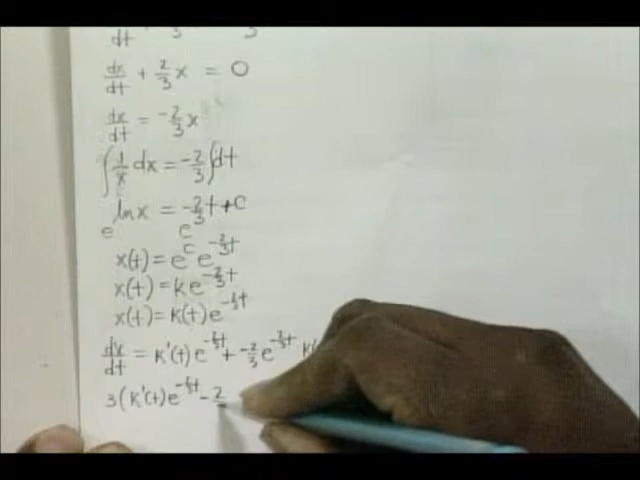 dx/dt + 2/3 x = 0
dx/dt = -2/3 x
∫ 1/x dx = -2/3 ∫dt
e^(ln x) = e^(-2/3 t + C)
x(t) = e^C e^(-2/3 t)
x(t) = k e^(-2/3 t)
x(t) = K(t) e^(-2/3 t)
dx/dt = K'(t) e^(-2/3 t) + -2/3 e^(-2/3 t) K(
3(K'(t) e^(-2/3 t) - 2